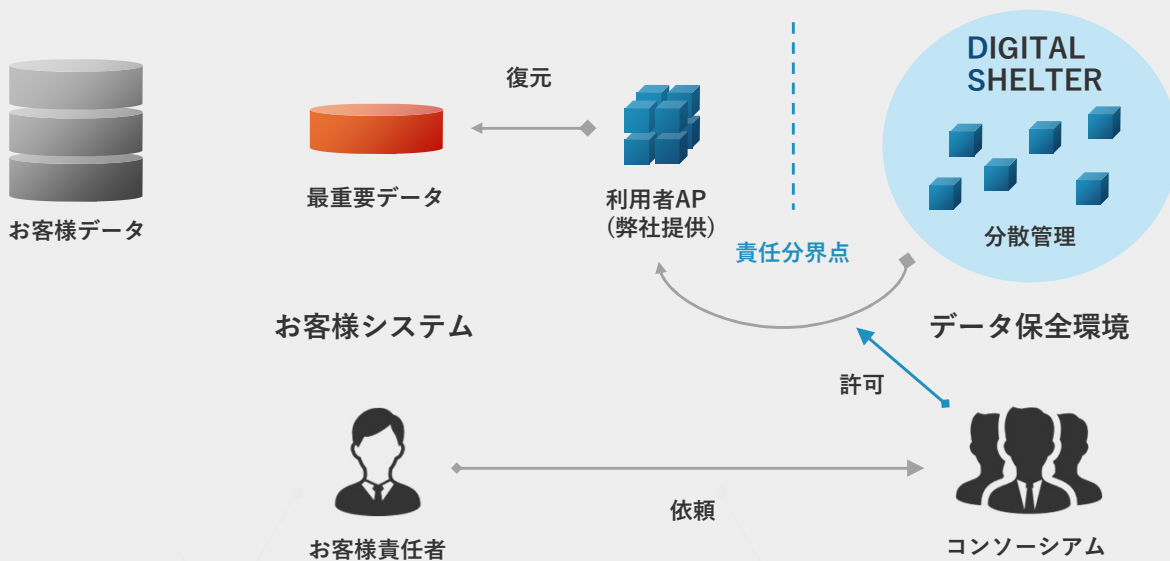 DIGITAL
SHELTER
復元
お客様データ
最重要データ
利用者AP
(弊社提供)
分散管理
責任分界点
お客様システム
データ保全環境
許可
依頼
お客様責任者
コンソーシアム